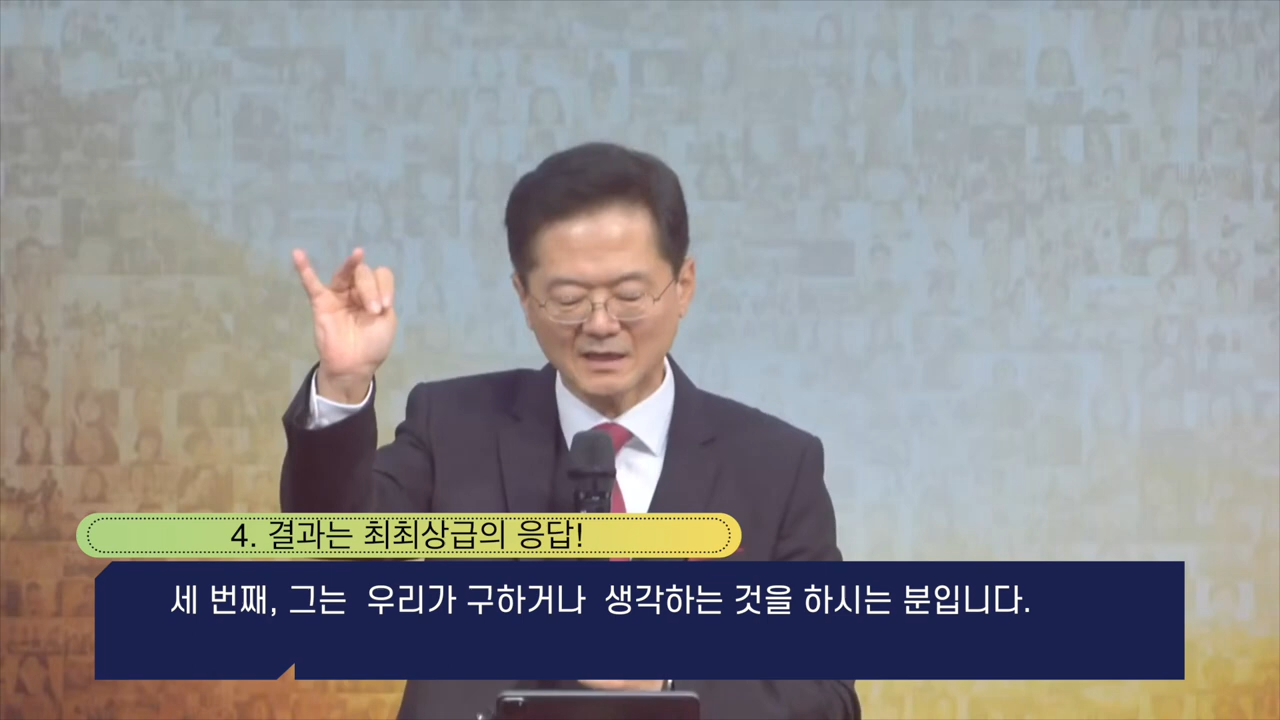 4. 결과는 최최상급의 응답!
세 번째, 그는 우리가 구하거나 생각하는 것을 하시는 분입니다.